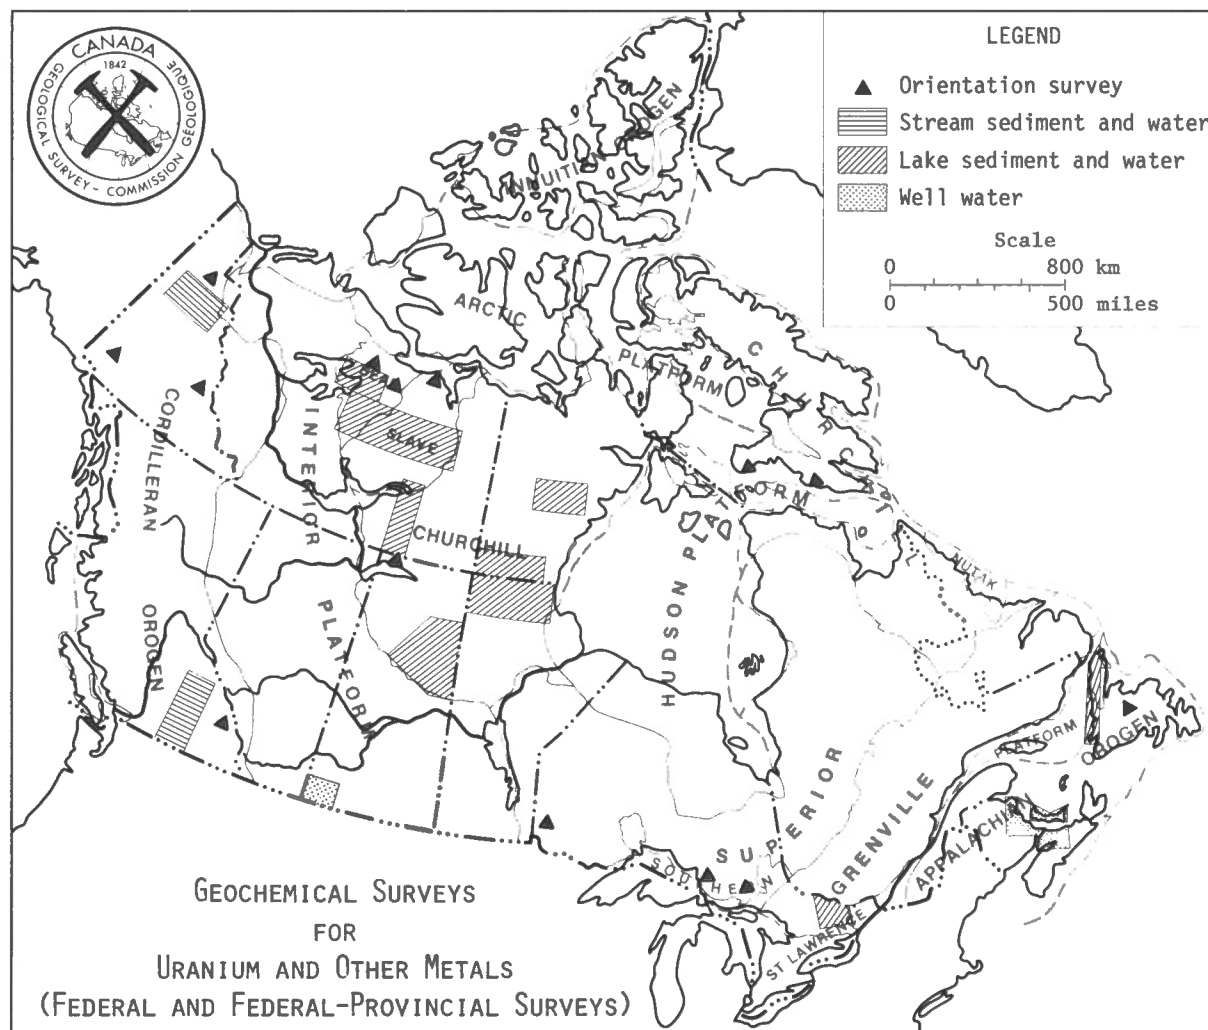 CANADA
1842
GEOLOGICAL SURVEY - COMMISSION GÉOLOGIQUE
LEGEND
Orientation survey
Stream sediment and water
Lake sediment and water
Well water
Scale
0 800 km
0 500 miles
INNUITIAN OROGEN
ARCTIC
PLATFORM
CHURCHILL
CORDILLERAN
OROGEN
INTERIOR
PLATFORM
BEAR
SLAVE
CHURCHILL
HUDSON PLATFORM
NUTAK
SUPERIOR
SOUTHERN
GRENVILLE
ST LAWRENCE
PLATFORM
APPALACHIAN
OROGEN
GEOCHEMICAL SURVEYS
FOR
URANIUM AND OTHER METALS
(FEDERAL AND FEDERAL-PROVINCIAL SURVEYS)